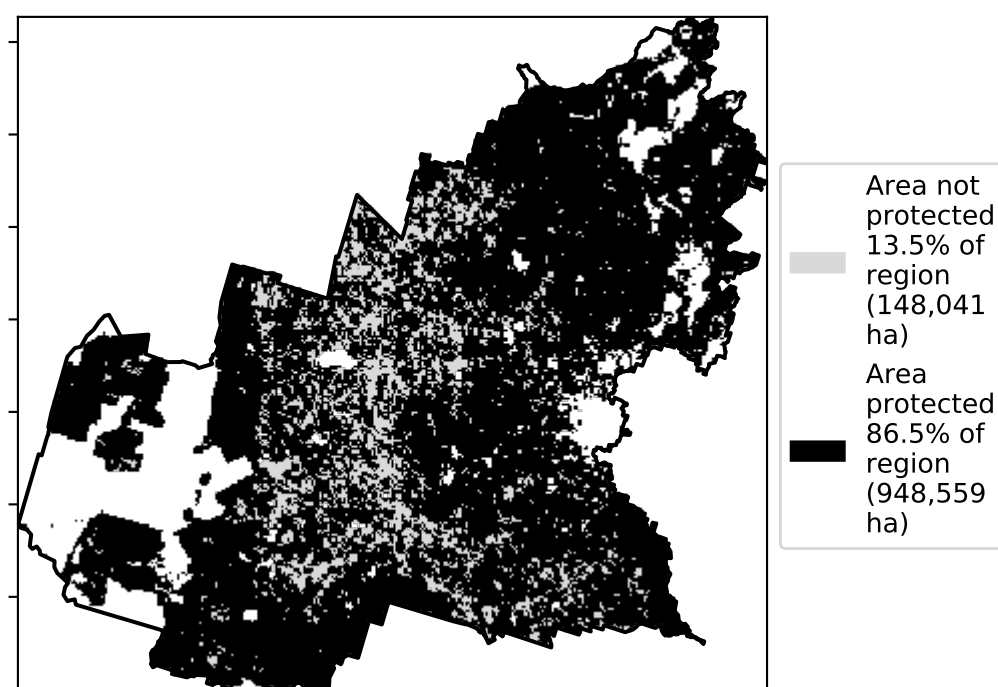 Area not
protected
13.5% of
region
(148,041
ha)
Area
protected
86.5% of
region
(948,559
ha)